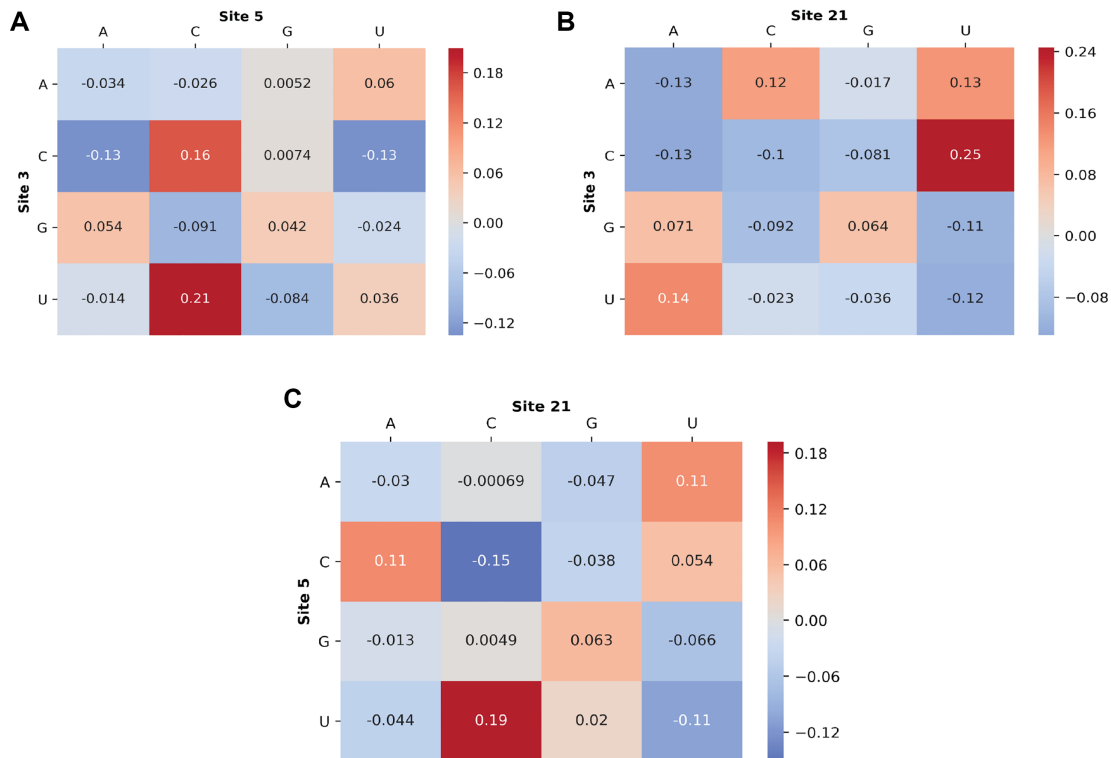 A
Site 5
A C G U
Site 3
A -0.034 -0.026 0.0052 0.06
C -0.13 0.16 0.0074 -0.13
G 0.054 -0.091 0.042 -0.024
U -0.014 0.21 -0.084 0.036
0.18
0.12
0.06
0.00
-0.06
-0.12
B
Site 21
A C G U
Site 3
A -0.13 0.12 -0.017 0.13
C -0.13 -0.1 -0.081 0.25
G 0.071 -0.092 0.064 -0.11
U 0.14 -0.023 -0.036 -0.12
0.24
0.16
0.08
0.00
-0.08
C
Site 21
A C G U
Site 5
A -0.03 -0.00069 -0.047 0.11
C 0.11 -0.15 -0.038 0.054
G -0.013 0.0049 0.063 -0.066
U -0.044 0.19 0.02 -0.11
0.18
0.12
0.06
0.00
-0.06
-0.12